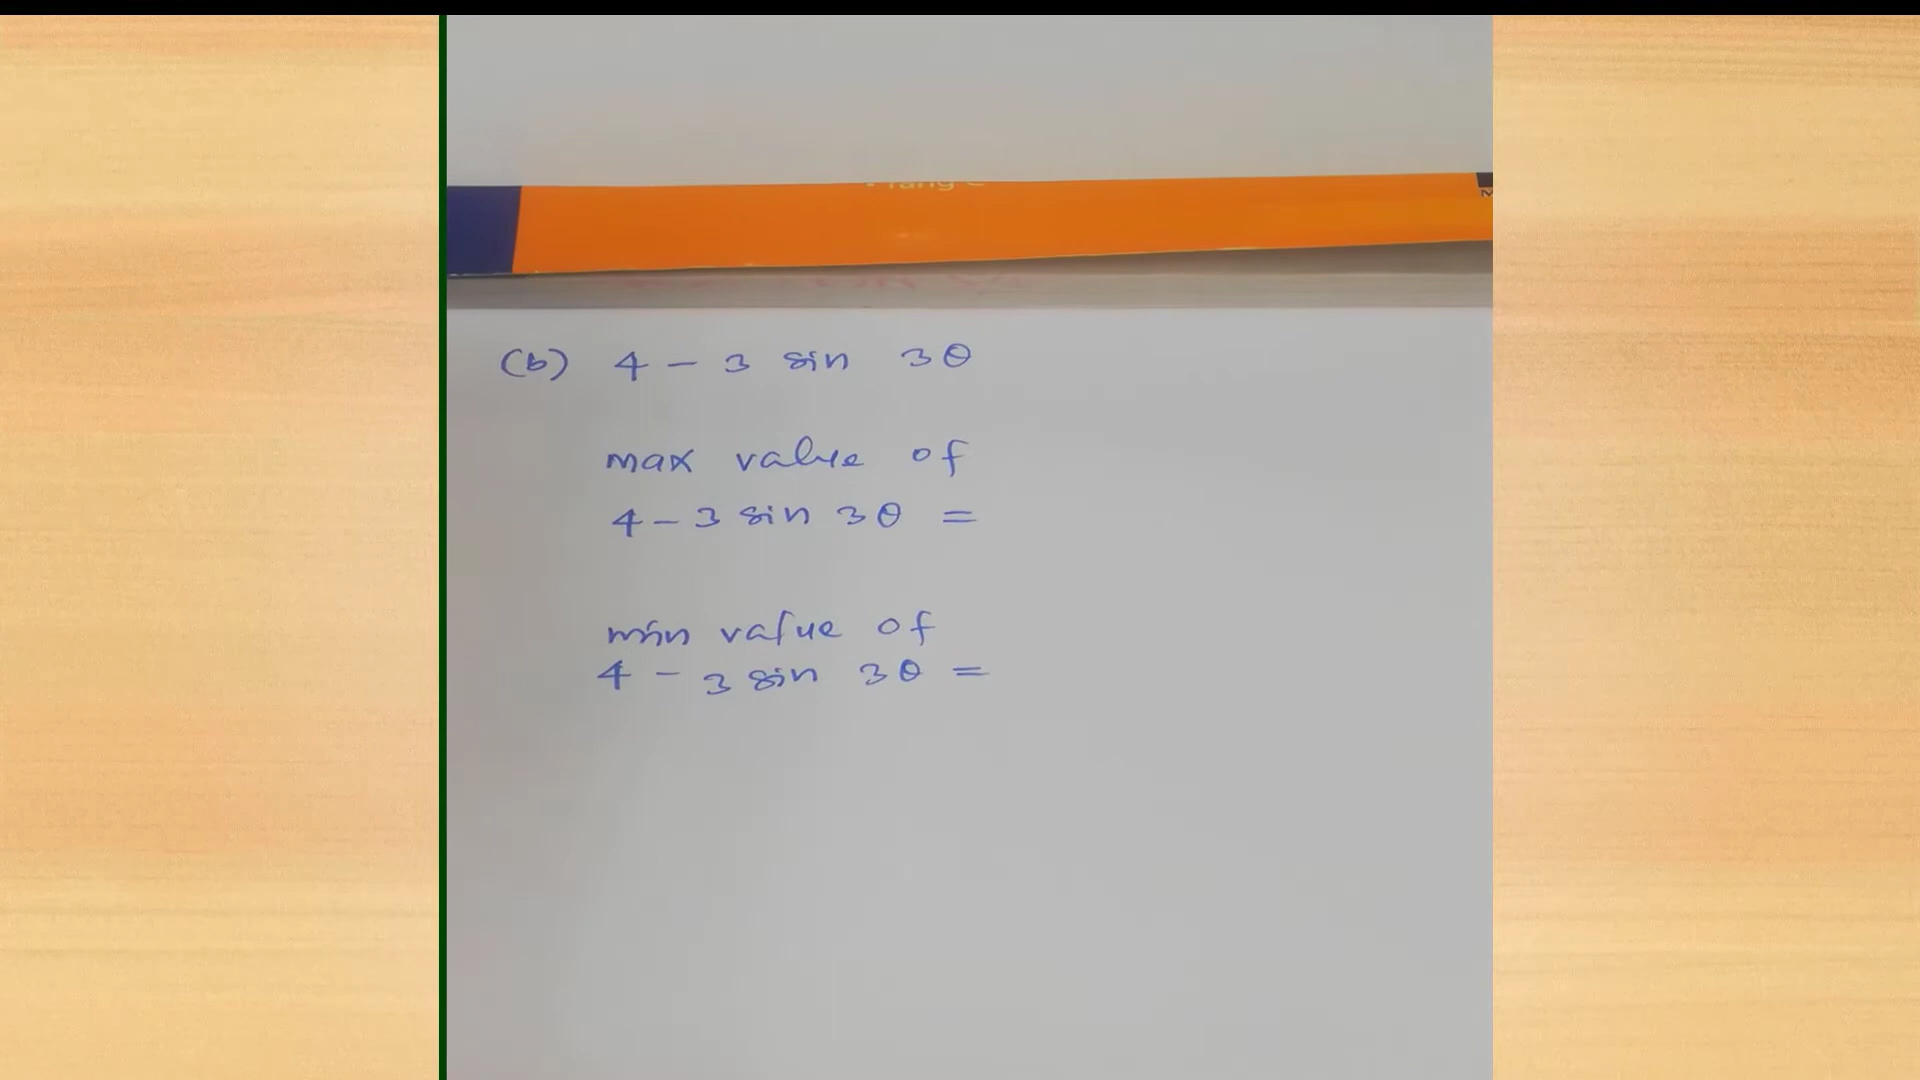 (b) 4 - 3 sin 3θ
max value of
4 - 3 sin 3θ =
min value of
4 - 3 sin 3θ =